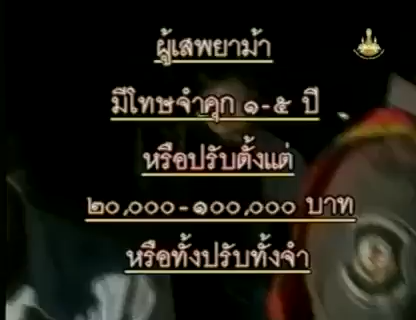 ผู้เสพยาม้า
มีโทษจำคุก ๑-๕ ปี
หรือปรับตั้งแต่
๒๐,๐๐๐-๑๐๐,๐๐๐ บาท
หรือทั้งปรับทั้งจำ